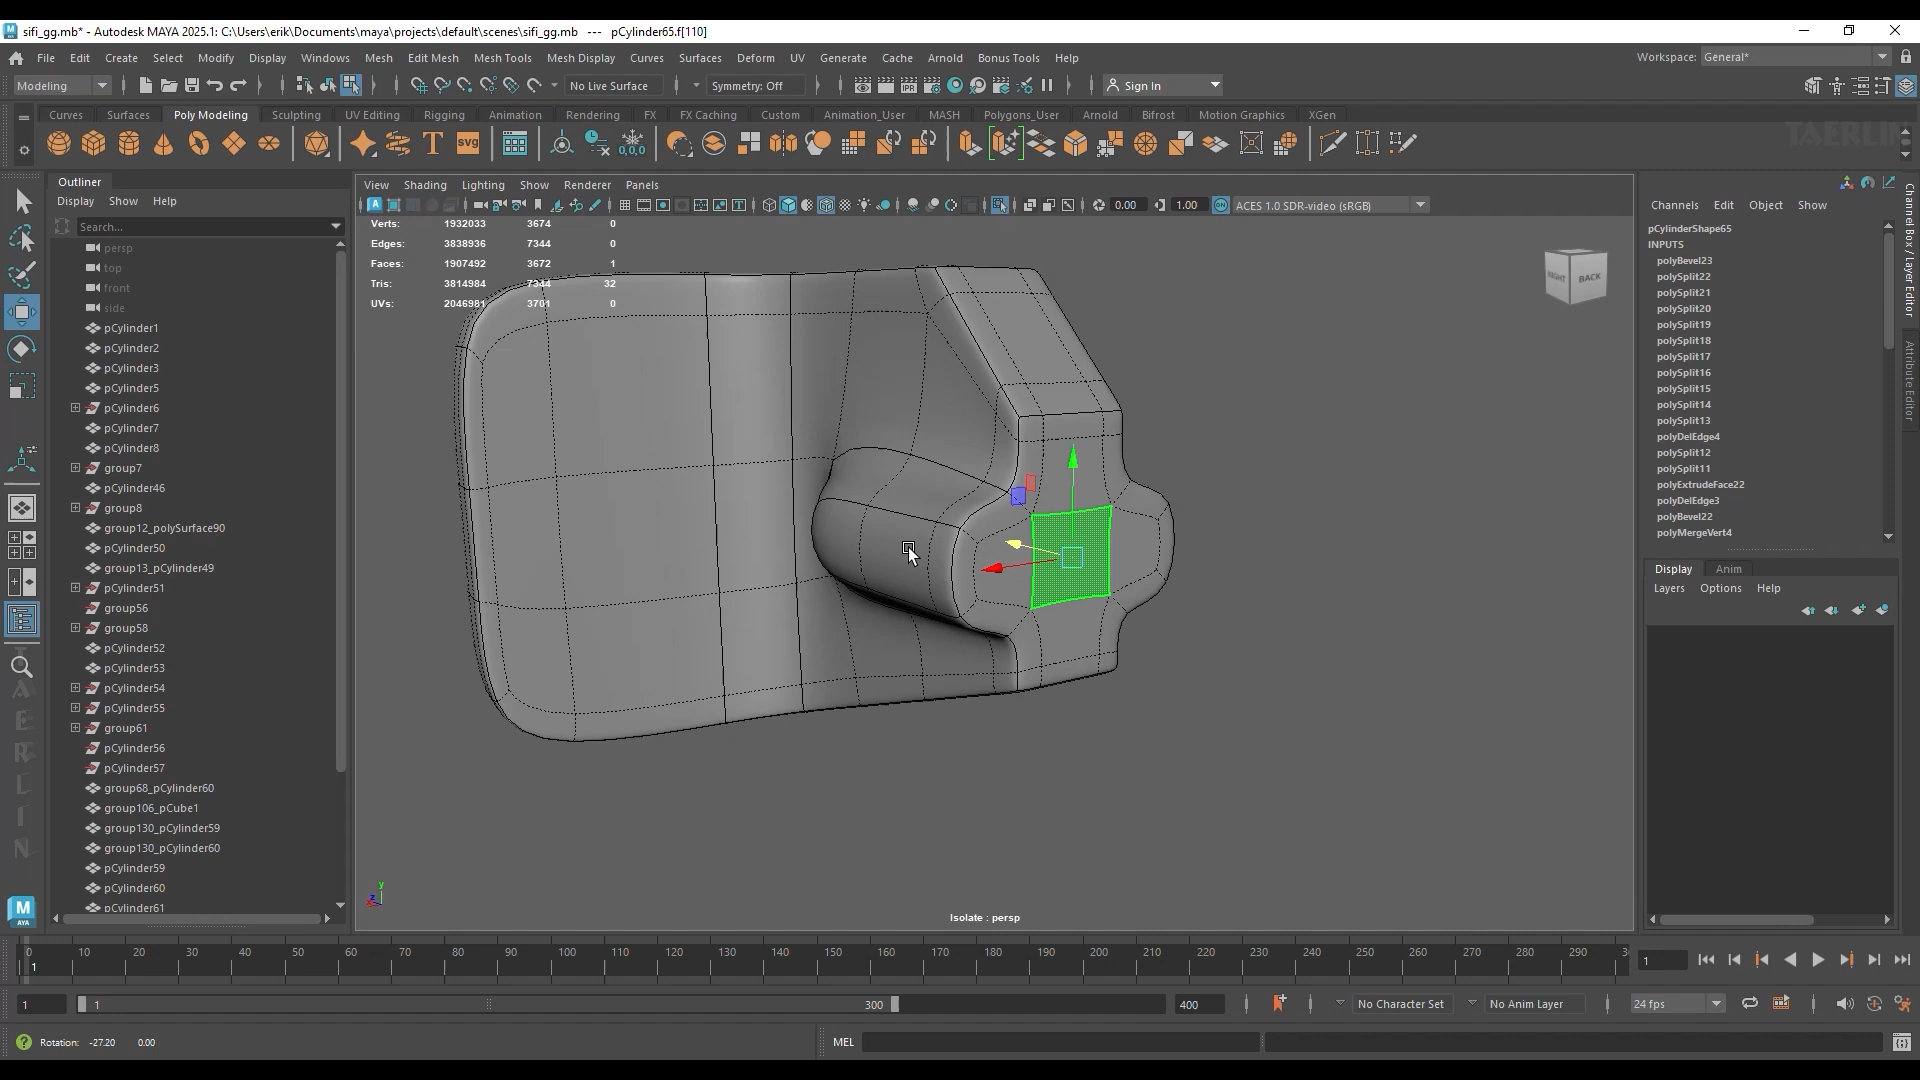 sifi_gg.mb* - Autodesk MAYA 2025.1: C:\Users\erik\Documents\maya\projects\default\scenes\sifi_gg.mb --- pCylinder65.f[110]
File Edit Create Select Modify Display Windows Mesh Edit Mesh Mesh Tools Mesh Display Curves Surfaces Deform UV Generate Cache Arnold Bonus Tools Help
Workspace: General*
Modeling No Live Surface Symmetry: Off Sign In
Curves Surfaces Poly Modeling Sculpting UV Editing Rigging Animation Rendering FX FX Caching Custom Animation_User MASH Polygons_User Arnold Bifrost Motion Graphics XGen
Outliner
Display Show Help
Search...
persp
top
front
side
pCylinder1
pCylinder2
pCylinder3
pCylinder5
pCylinder6
pCylinder7
pCylinder8
group7
pCylinder46
group8
group12_polySurface90
pCylinder50
group13_pCylinder49
pCylinder51
group56
group58
pCylinder52
pCylinder53
pCylinder54
pCylinder55
group61
pCylinder56
pCylinder57
group68_pCylinder60
group106_pCube1
group130_pCylinder59
group130_pCylinder60
pCylinder59
pCylinder60
pCylinder61
View Shading Lighting Show Renderer Panels
0.00 1.00 ACES 1.0 SDR-video (sRGB)
Verts: 1932033 3674 0
Edges: 3838936 7344 0
Faces: 1907492 3672 1
Tris: 3814984 7344 32
UVs: 2046981 3701 0
RIGHT BACK
Isolate : persp
Channels Edit Object Show
pCylinderShape65
INPUTS
polyBevel23
polySplit22
polySplit21
polySplit20
polySplit19
polySplit18
polySplit17
polySplit16
polySplit15
polySplit14
polySplit13
polyDelEdge4
polySplit12
polySplit11
polyExtrudeFace22
polyDelEdge3
polyBevel22
polyMergeVert4
Display Anim
Layers Options Help
Channel Box / Layer Editor
Attribute Editor
0 10 20 30 40 50 60 70 80 90 100 110 120 130 140 150 160 170 180 190 200 210 220 230 240 250 260 270 280 290
1 1
1 1 300 400 No Character Set No Anim Layer 24 fps
Rotation: -27.20 0.00 MEL